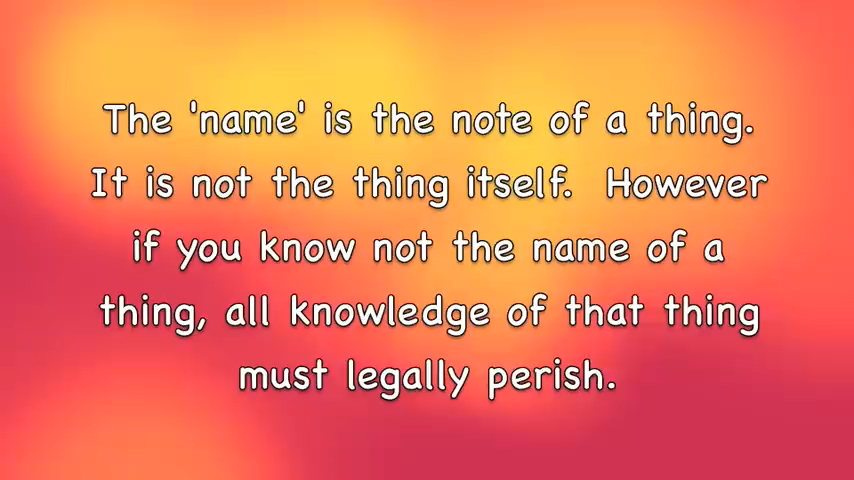 The 'name' is the note of a thing.
It is not the thing itself.  However
if you know not the name of a
thing, all knowledge of that thing
must legally perish.